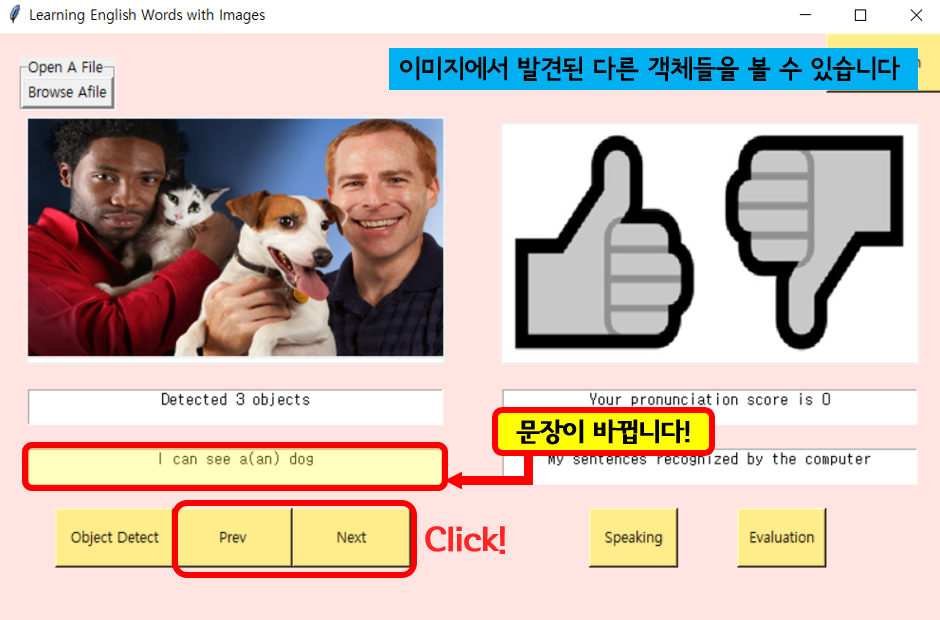 Learning English Words with Images
Open A File
Browse Afile
이미지에서 발견된 다른 객체들을 볼 수 있습니다
Detected 3 objects
Your pronunciation score is 0
문장이 바뀝니다!
I can see a(an) dog
My sentences recognized by the computer
Object Detect
Prev
Next
Click!
Speaking
Evaluation